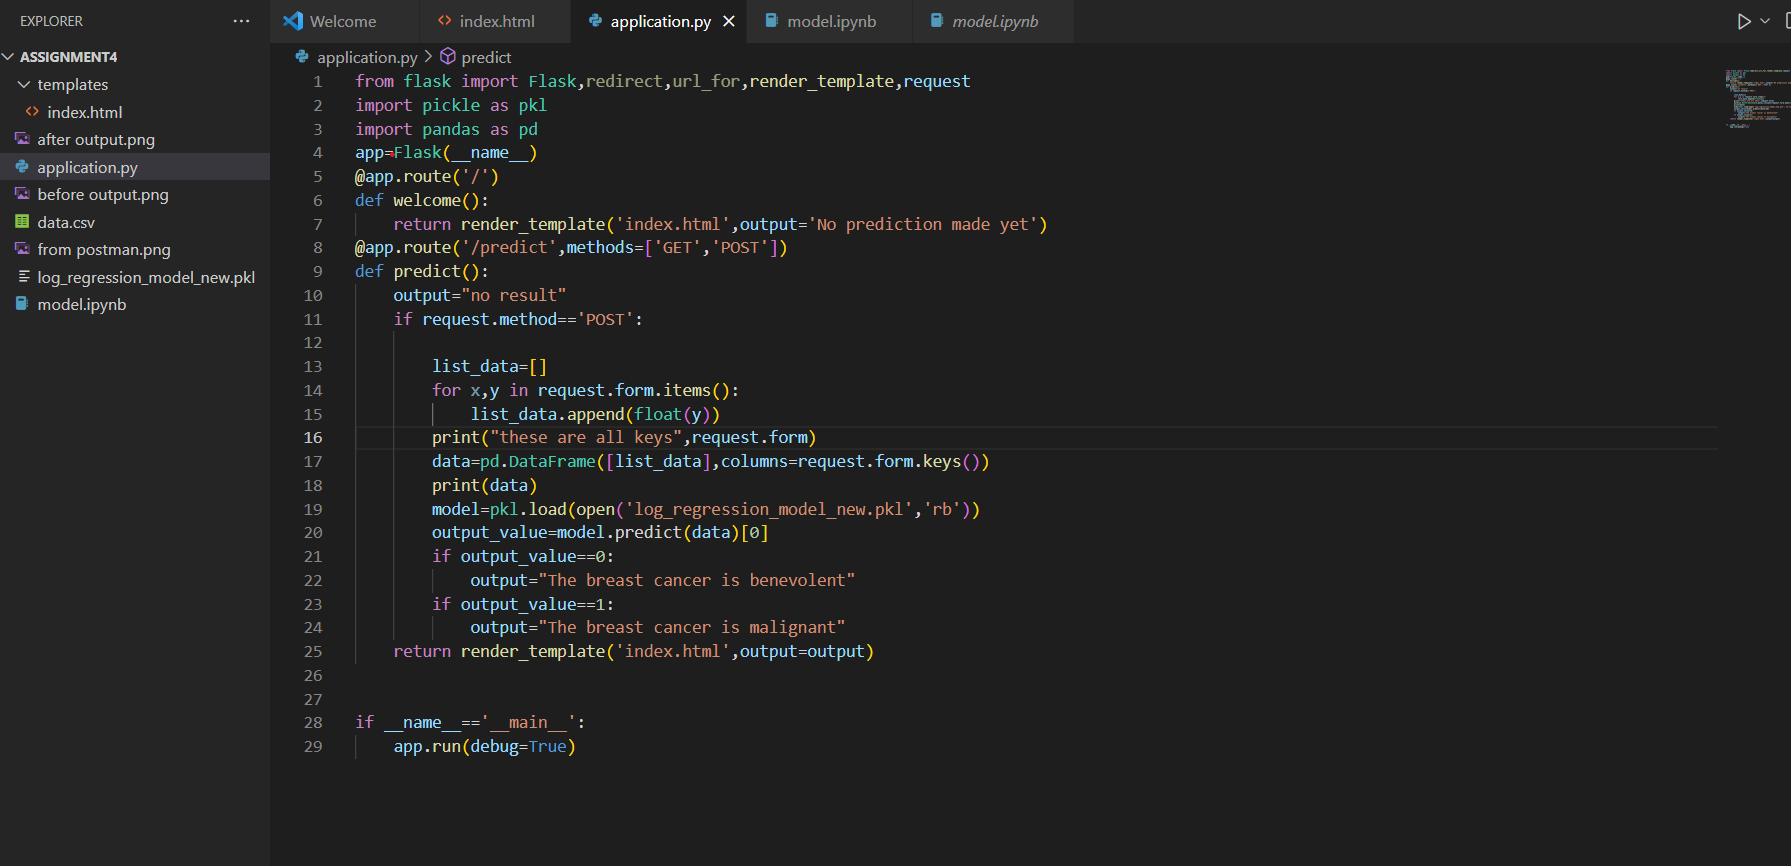 EXPLORER ···
ASSIGNMENT4
templates
index.html
after output.png
application.py
before output.png
data.csv
from postman.png
log_regression_model_new.pkl
model.ipynb
Welcome index.html application.py model.ipynb model.ipynb
application.py > predict
1 from flask import Flask,redirect,url_for,render_template,request
2 import pickle as pkl
3 import pandas as pd
4 app=Flask(__name__)
5 @app.route('/')
6 def welcome():
7 return render_template('index.html',output='No prediction made yet')
8 @app.route('/predict',methods=['GET','POST'])
9 def predict():
10 output="no result"
11 if request.method=='POST':
12
13 list_data=[]
14 for x,y in request.form.items():
15 list_data.append(float(y))
16 print("these are all keys",request.form)
17 data=pd.DataFrame([list_data],columns=request.form.keys())
18 print(data)
19 model=pkl.load(open('log_regression_model_new.pkl','rb'))
20 output_value=model.predict(data)[0]
21 if output_value==0:
22 output="The breast cancer is benevolent"
23 if output_value==1:
24 output="The breast cancer is malignant"
25 return render_template('index.html',output=output)
26
27
28 if __name__=='__main__':
29 app.run(debug=True)